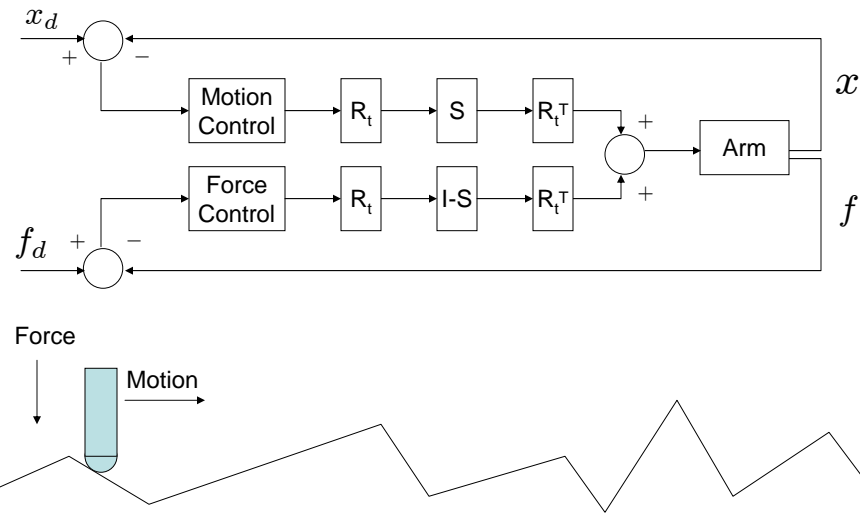 x_d
+
−
x
Motion
Control
R_t
S
R_t^T
+
Arm
Force
Control
R_t
I-S
R_t^T
+
f
f_d
+
−
Force
Motion